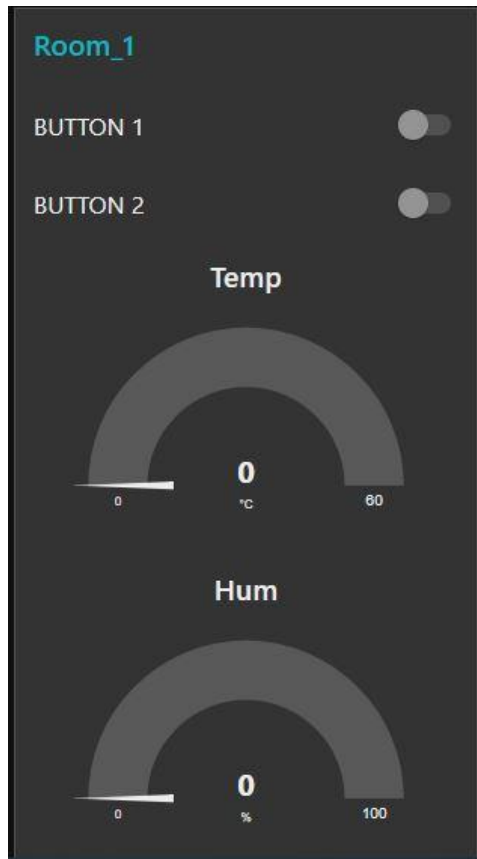 Room_1
BUTTON 1
BUTTON 2
Temp
0
0 °C 60
Hum
0
0 % 100